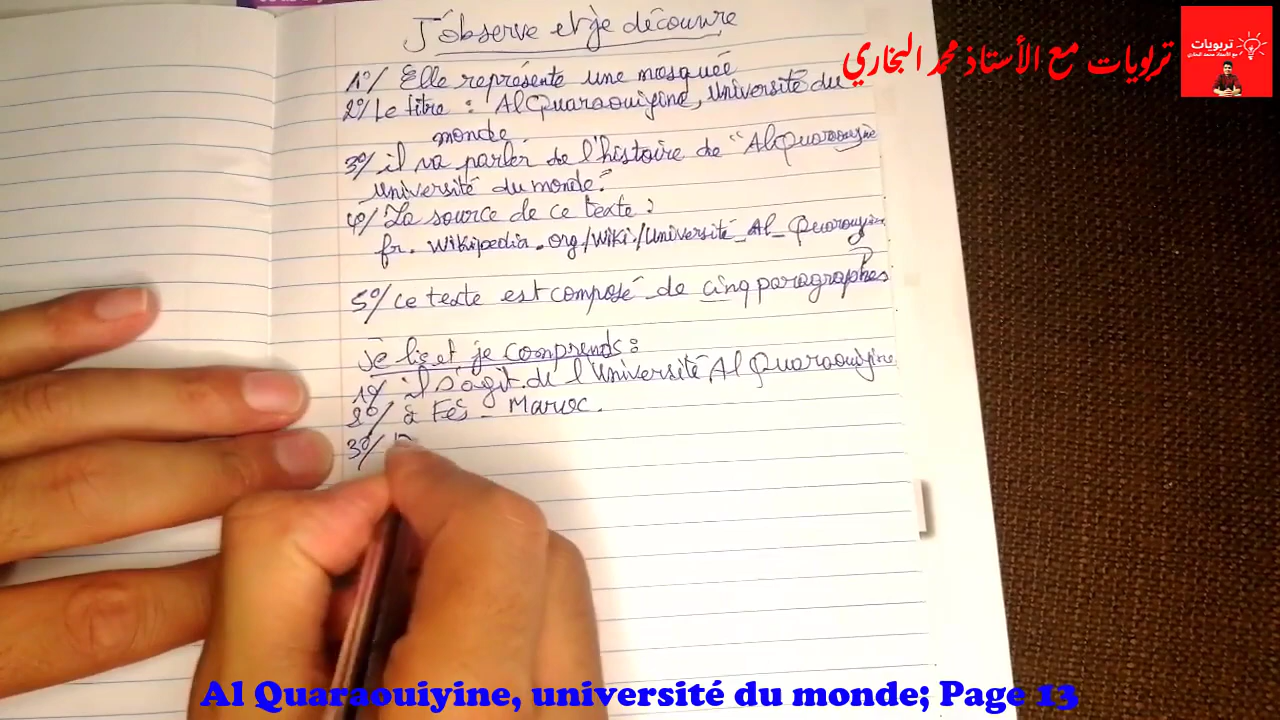 J'observe et je découvre
1°/ Elle représente une mosqueé
2°/ Le titre : Al Quaraouiyine, université du
monde
3°/ il va parler de l'histoire de "Al Quaraouyine
université du monde"
4°/ La source de ce texte :
fr. wikipedia.org/wiki/université_Al_Quarouyine
5°/ ce texte est composé de cinq paragraphes
je lis et je comprends :
1°/ il s'agit de l'université Al Quaraouiyine
2°/ à Fès - Maroc.
3°/
تربويات مع الأستاذ محمد البخاري
تربويات
Al Quaraouiyine, université du monde; Page 13